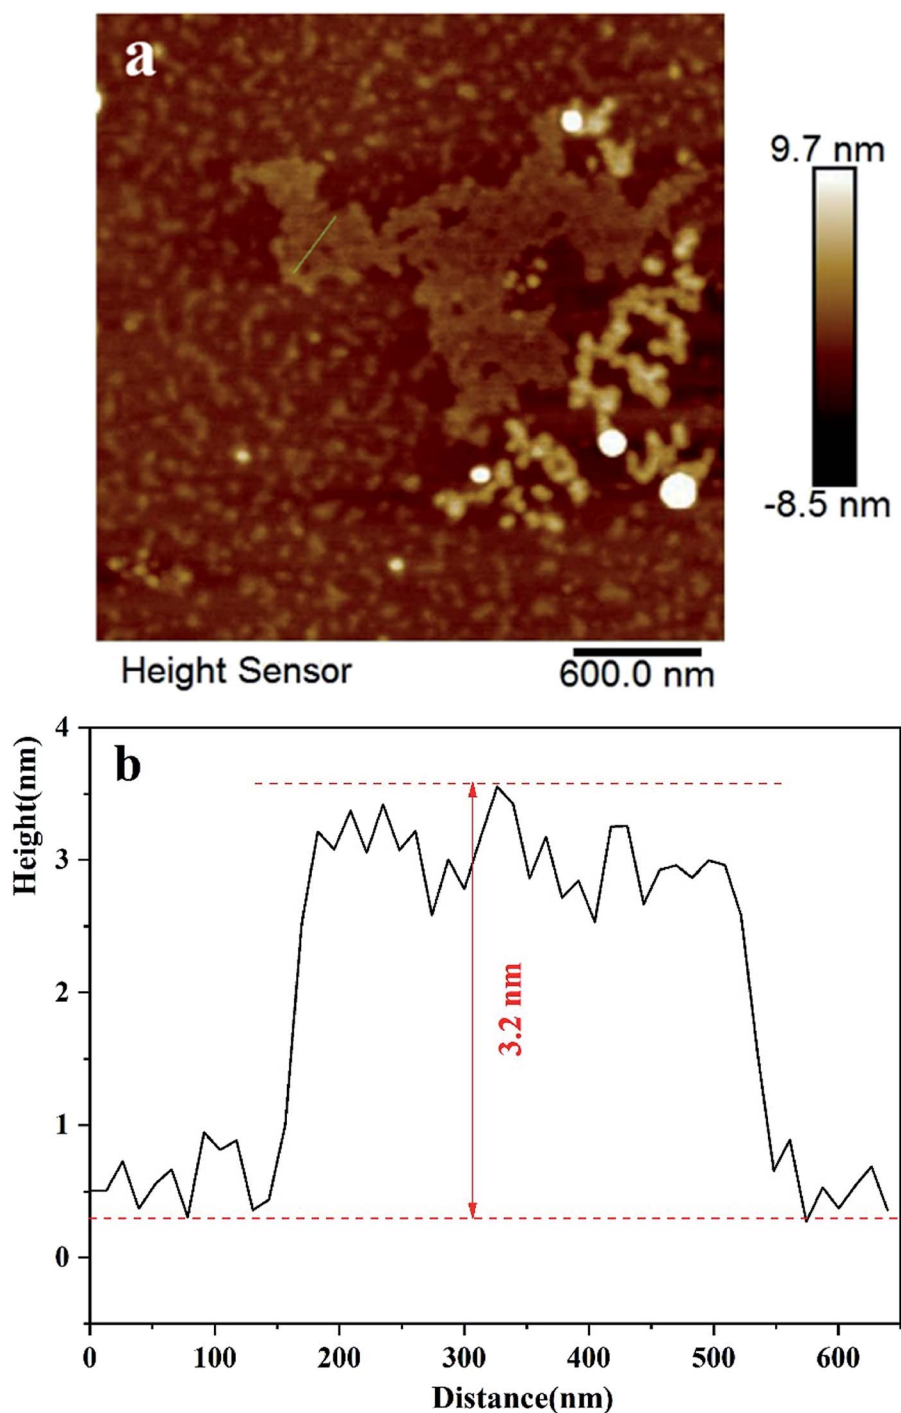 a
9.7 nm
-8.5 nm
Height Sensor
600.0 nm
b
Height(nm)
4
3
2
1
0
3.2 nm
0 100 200 300 400 500 600
Distance(nm)